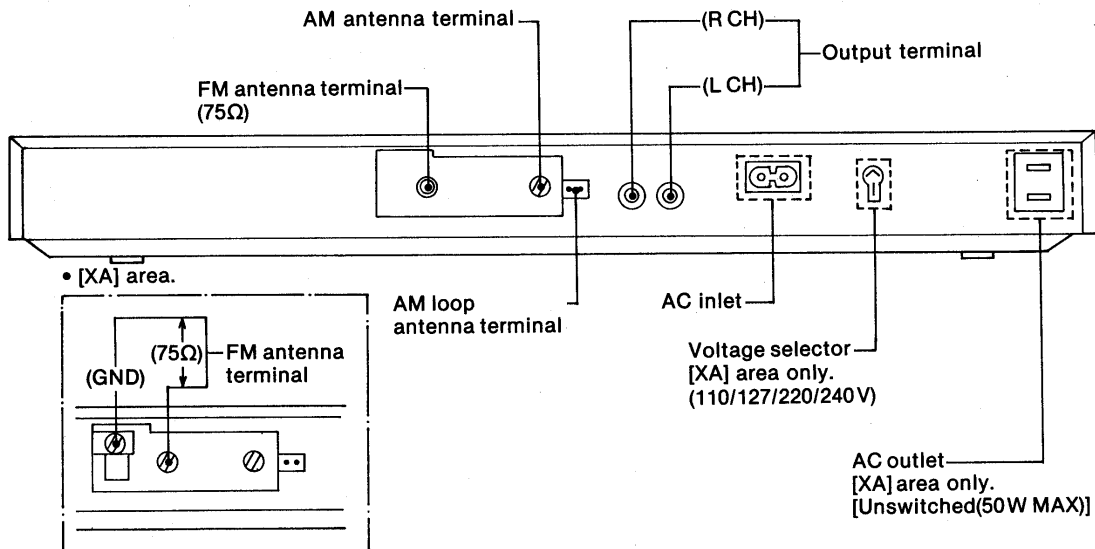 AM antenna terminal
(R CH)
Output terminal
FM antenna terminal
(75Ω)
(L CH)
• [XA] area.
AM loop
antenna terminal
AC inlet
(75Ω)
FM antenna
terminal
(GND)
Voltage selector
[XA] area only.
(110/127/220/240V)
AC outlet
[XA] area only.
[Unswitched(50W MAX)]